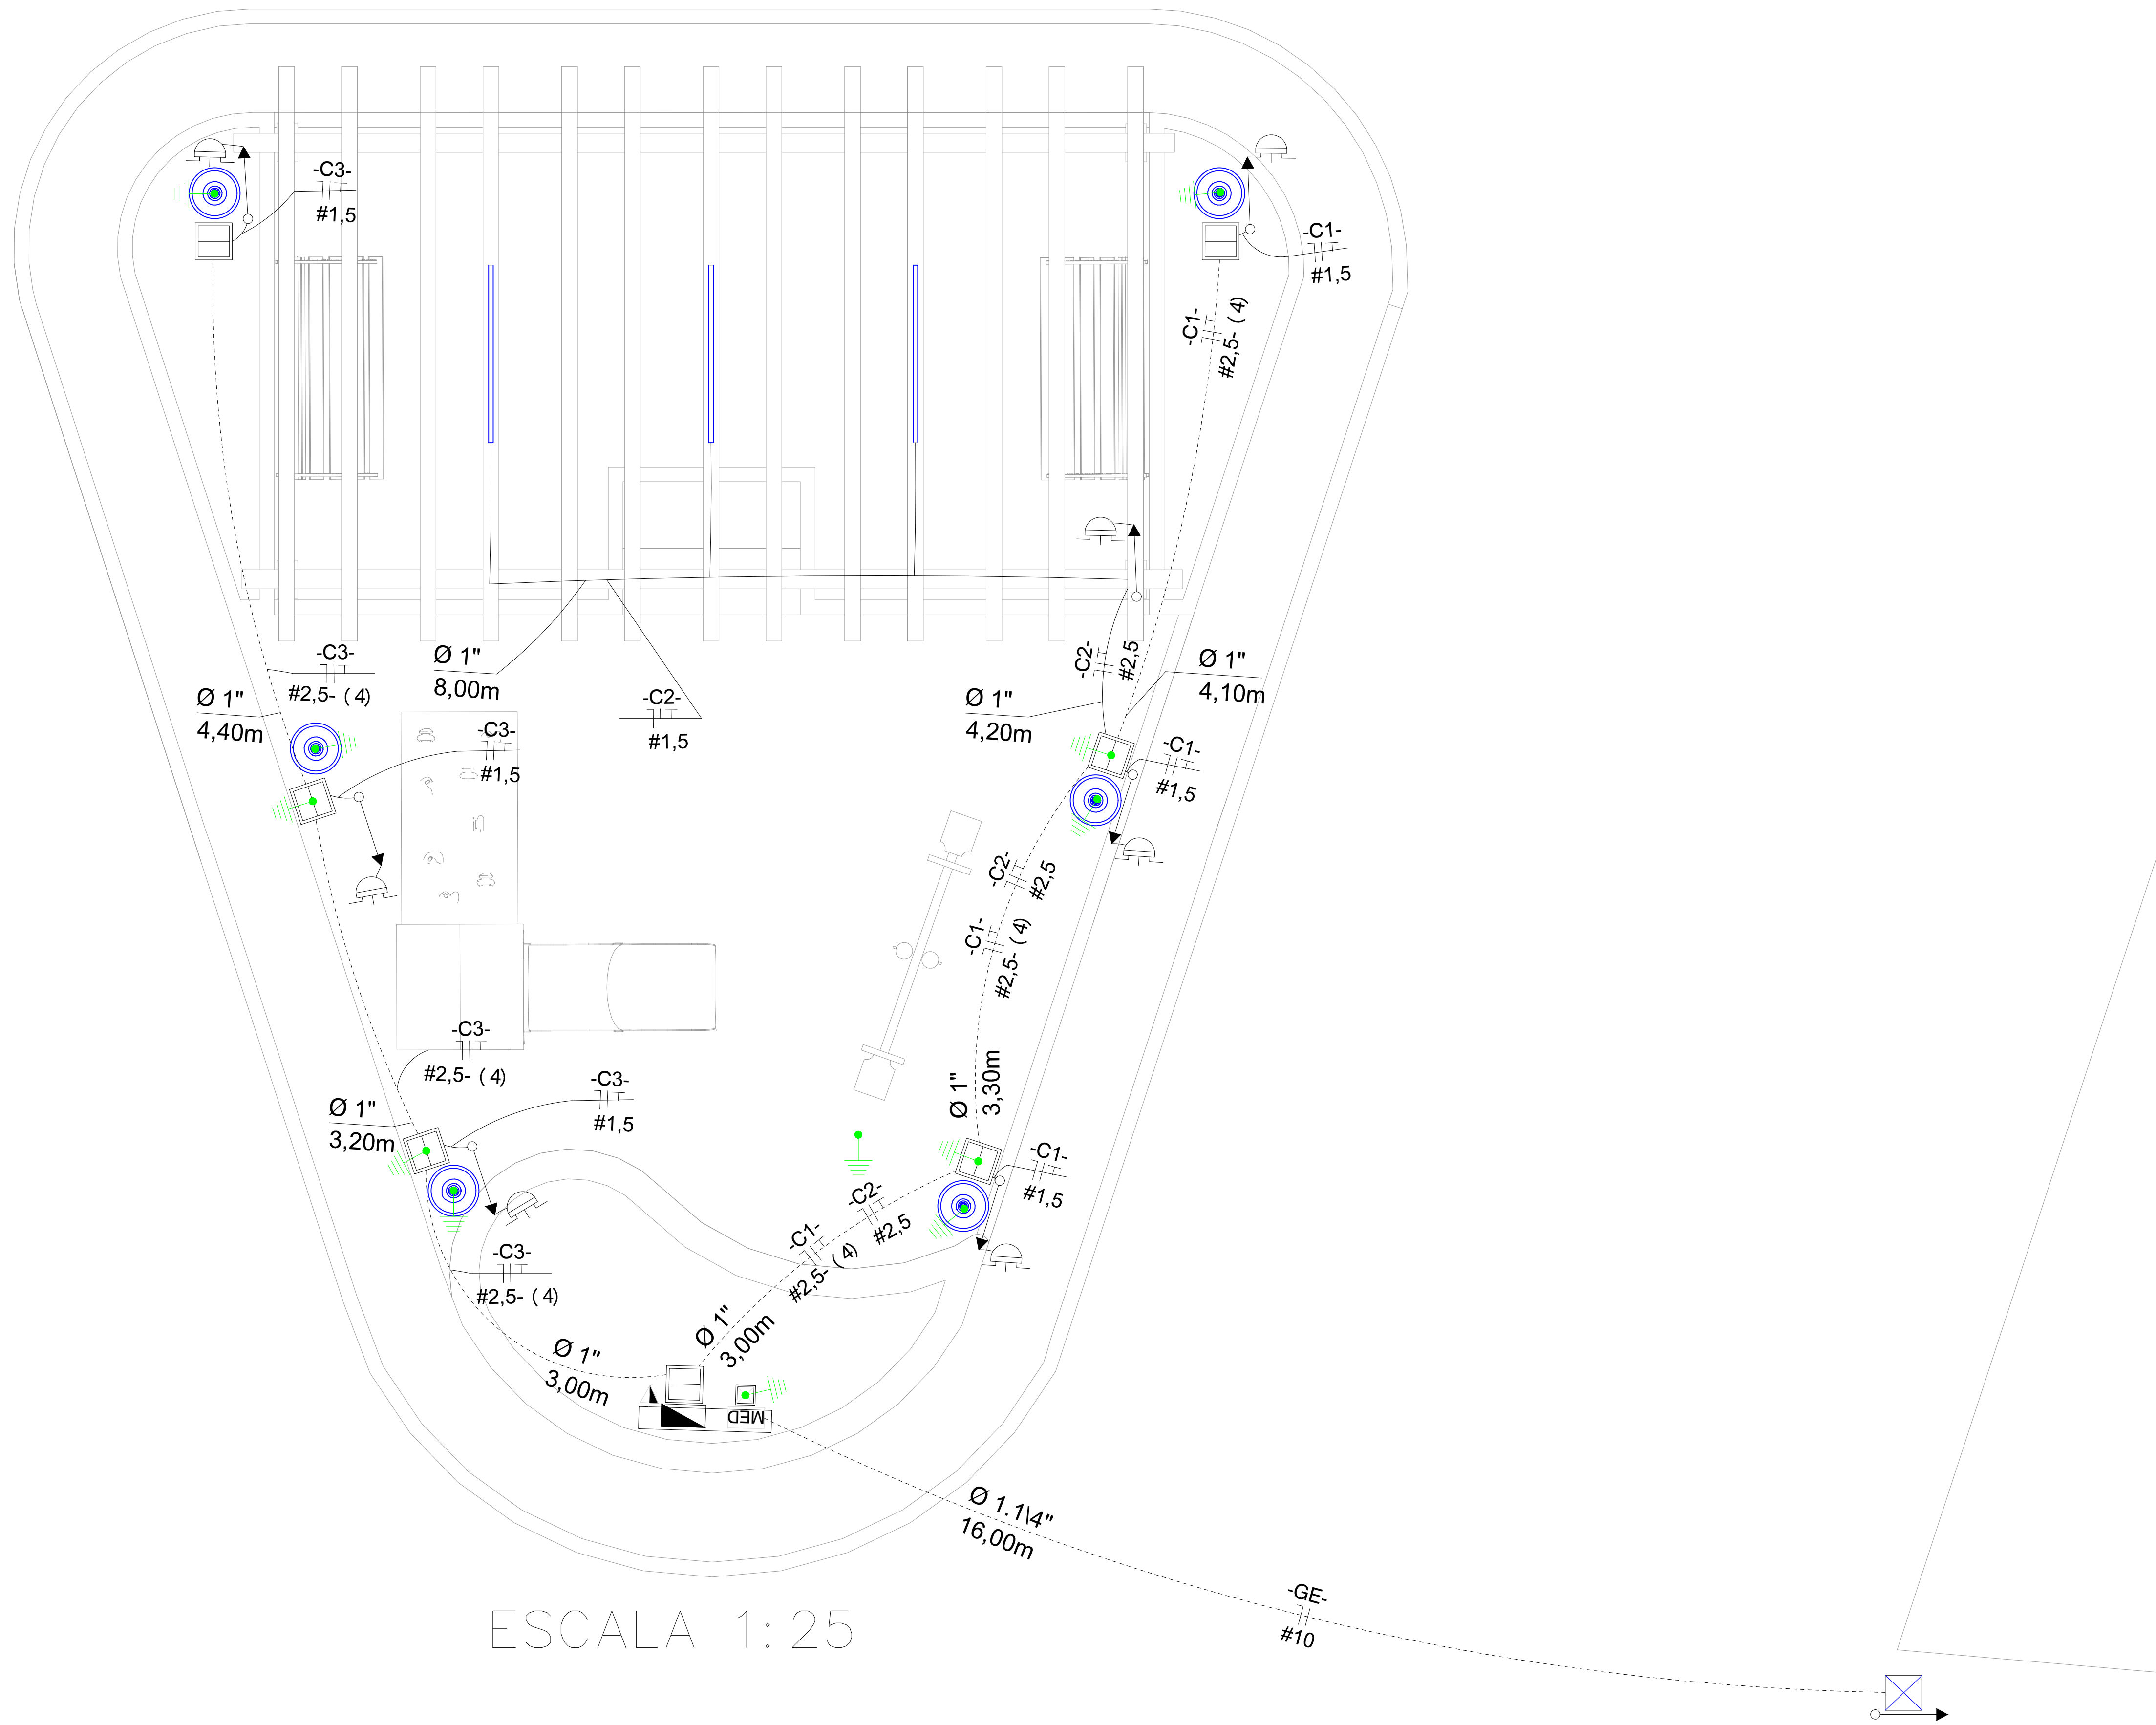 -C3-
#1,5
-C1-
#1,5
-C1-
#2,5- (4)
-C3-
#2,5- (4)
Ø 1"
4,40m
Ø 1"
8,00m
-C2-
#1,5
-C2-
#2,5
Ø 1"
4,20m
Ø 1"
4,10m
-C3-
#1,5
-C1-
#1,5
-C2-
#2,5
-C1-
#2,5- (4)
Ø 1"
3,30m
-C3-
#2,5- (4)
-C3-
#1,5
Ø 1"
3,20m
-C1-
#1,5
-C2-
#2,5
-C1-
#2,5- (4)
-C3-
#2,5- (4)
Ø 1"
3,00m
Ø 1"
3,00m
MED
Ø 1.1\4"
16,00m
-GE-
#10
ESCALA 1:25